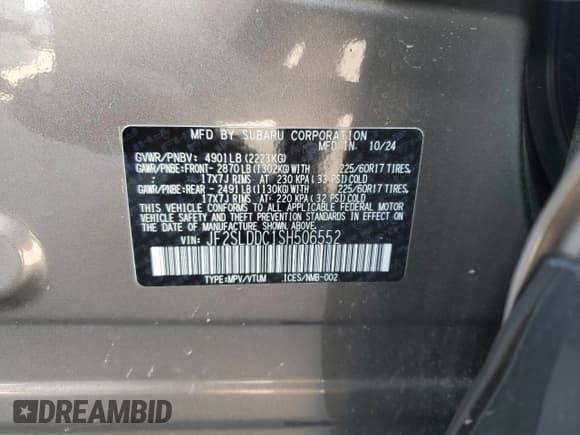 MFD BY SUBARU CORPORATION
MFD IN 10/24
GVWR/PNBV: 4901LB (2223KG)
GAWR/PNBE: FRONT- 2870LB(1302KG)WITH 225/60R17 TIRES,
17X7J RIMS AT 230 KPA( 33 PSI)COLD
GAWR/PNBE: REAR - 2491LB(1130KG)WITH 225/60R17 TIRES,
17X7J RIMS AT 220 KPA( 32 PSI)COLD
THIS VEHICLE CONFORMS TO ALL APPLICABLE
FEDERAL MOTOR VEHICLE SAFETY AND
THEFT PREVENTION STANDARDS IN EFFECT ON
THE DATE OF MANUFACTURE SHOWN ABOVE.
VIN: JF2SLDDC1SH506552
TYPE:MPV/VTUM ICES/NMB-002
DREAMBID